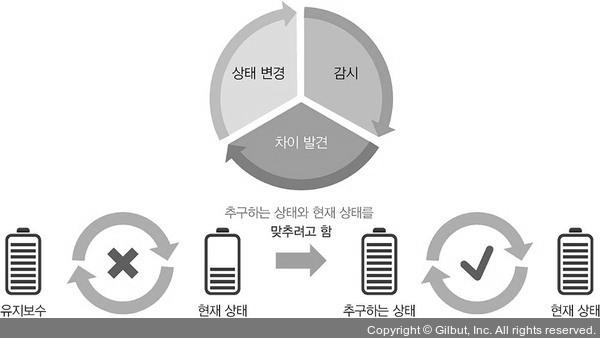 상태 변경
감시
차이 발견
추구하는 상태와 현재 상태를
맞추려고 함
유지보수
현재 상태
추구하는 상태
현재 상태
Copyright © Gilbut, Inc. All rights reserved.